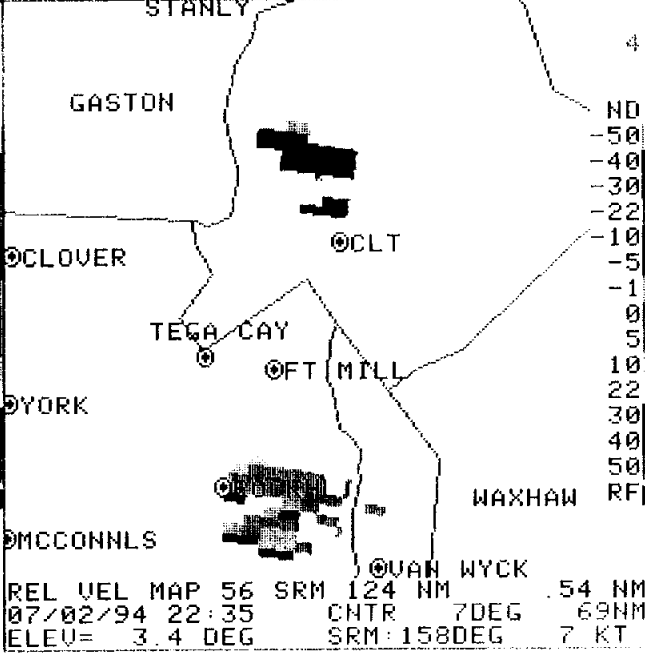 STANLY
4
GASTON
ND
-50
-40
-30
-22
-10
CLT
CLOVER
-5
-1
0
TEGA CAY
5
10
FT MILL
22
YORK
30
40
50
WAXHAW RF
MCCONNLS
VAN WYCK
REL VEL MAP 56 SRM 124 NM .54 NM
07/02/94 22:35 CNTR 7DEG 69NM
ELEV= 3.4 DEG SRM:158DEG 7 KT